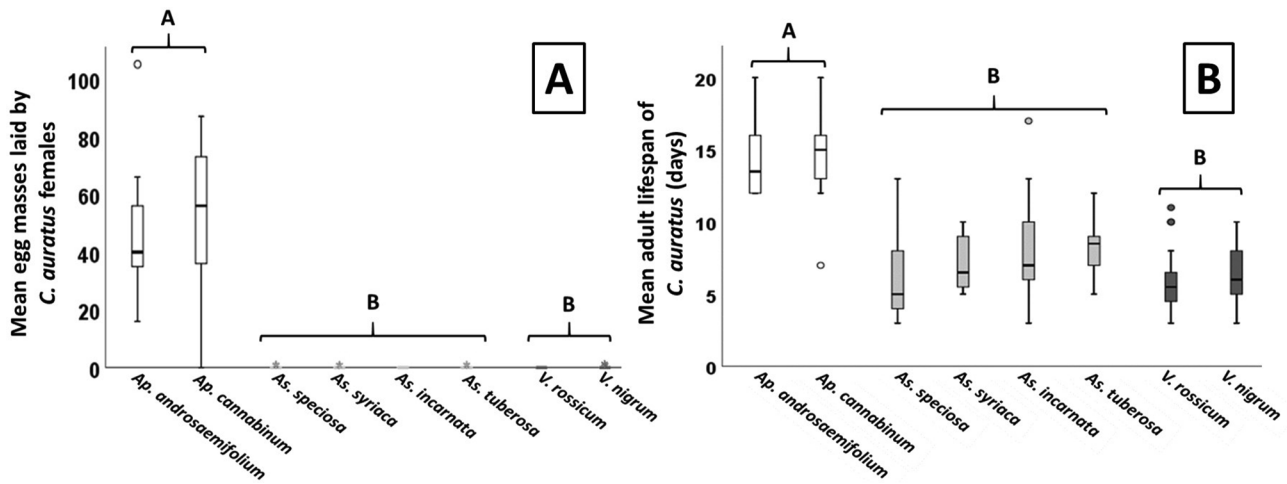 Mean egg masses laid by
C. auratus females
100
80
60
40
20
0
A
B
B
A
Ap. androsaemifolium
Ap. cannabinum
As. speciosa
As. syriaca
As. incarnata
As. tuberosa
V. rossicum
V. nigrum
Mean adult lifespan of
C. auratus (days)
20
15
10
5
0
A
B
B
B
Ap. androsaemifolium
Ap. cannabinum
As. speciosa
As. syriaca
As. incarnata
As. tuberosa
V. rossicum
V. nigrum